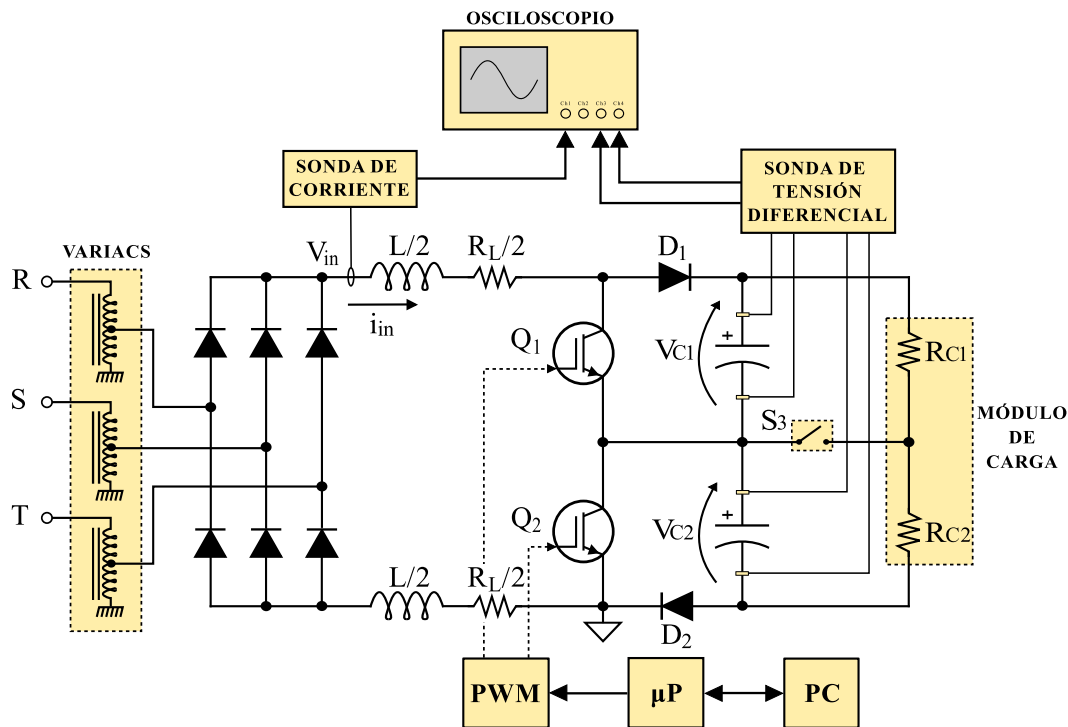 OSCILOSCOPIO
Ch1 Ch2 Ch3 Ch4
SONDA DE
CORRIENTE
SONDA DE
TENSIÓN
DIFERENCIAL
VARIACS
Vin
L/2
RL/2
D1
R
iin
Q1
VC1
+
RC1
S
S3
MÓDULO
DE
CARGA
T
Q2
VC2
+
RC2
L/2
RL/2
D2
PWM
µP
PC